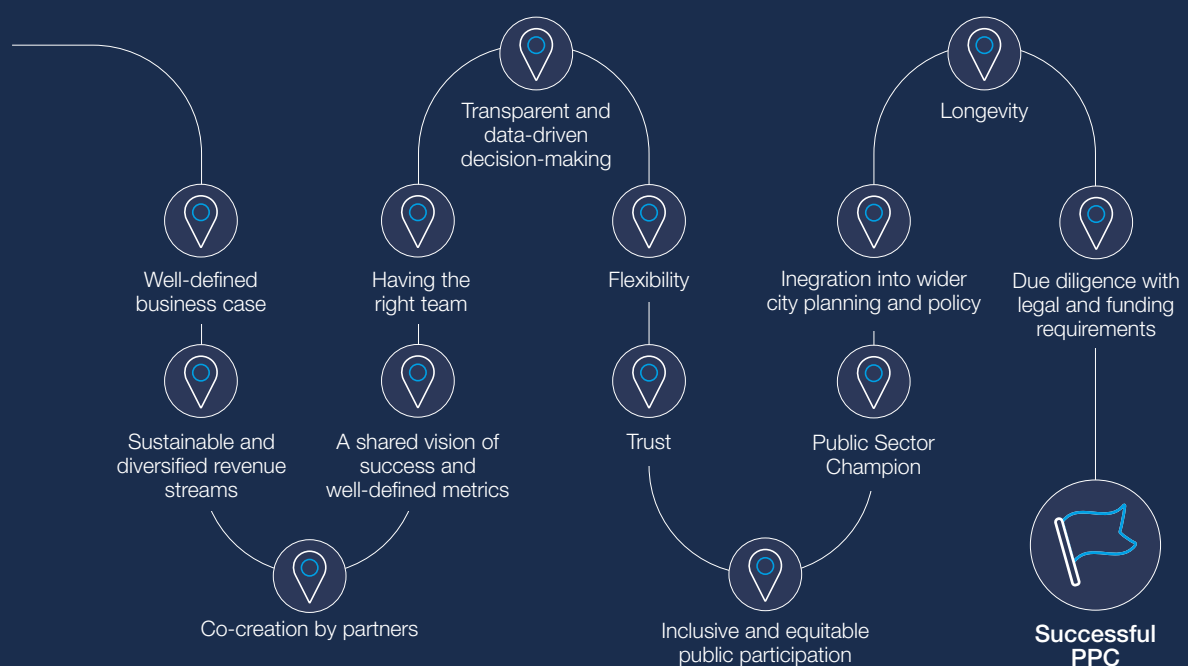 Well-defined
business case
Sustainable and
diversified revenue
streams
Co-creation by partners
A shared vision of
success and
well-defined metrics
Having the
right team
Transparent and
data-driven
decision-making
Flexibility
Trust
Inclusive and equitable
public participation
Public Sector
Champion
Inegration into wider
city planning and policy
Longevity
Due diligence with
legal and funding
requirements
Successful
PPC